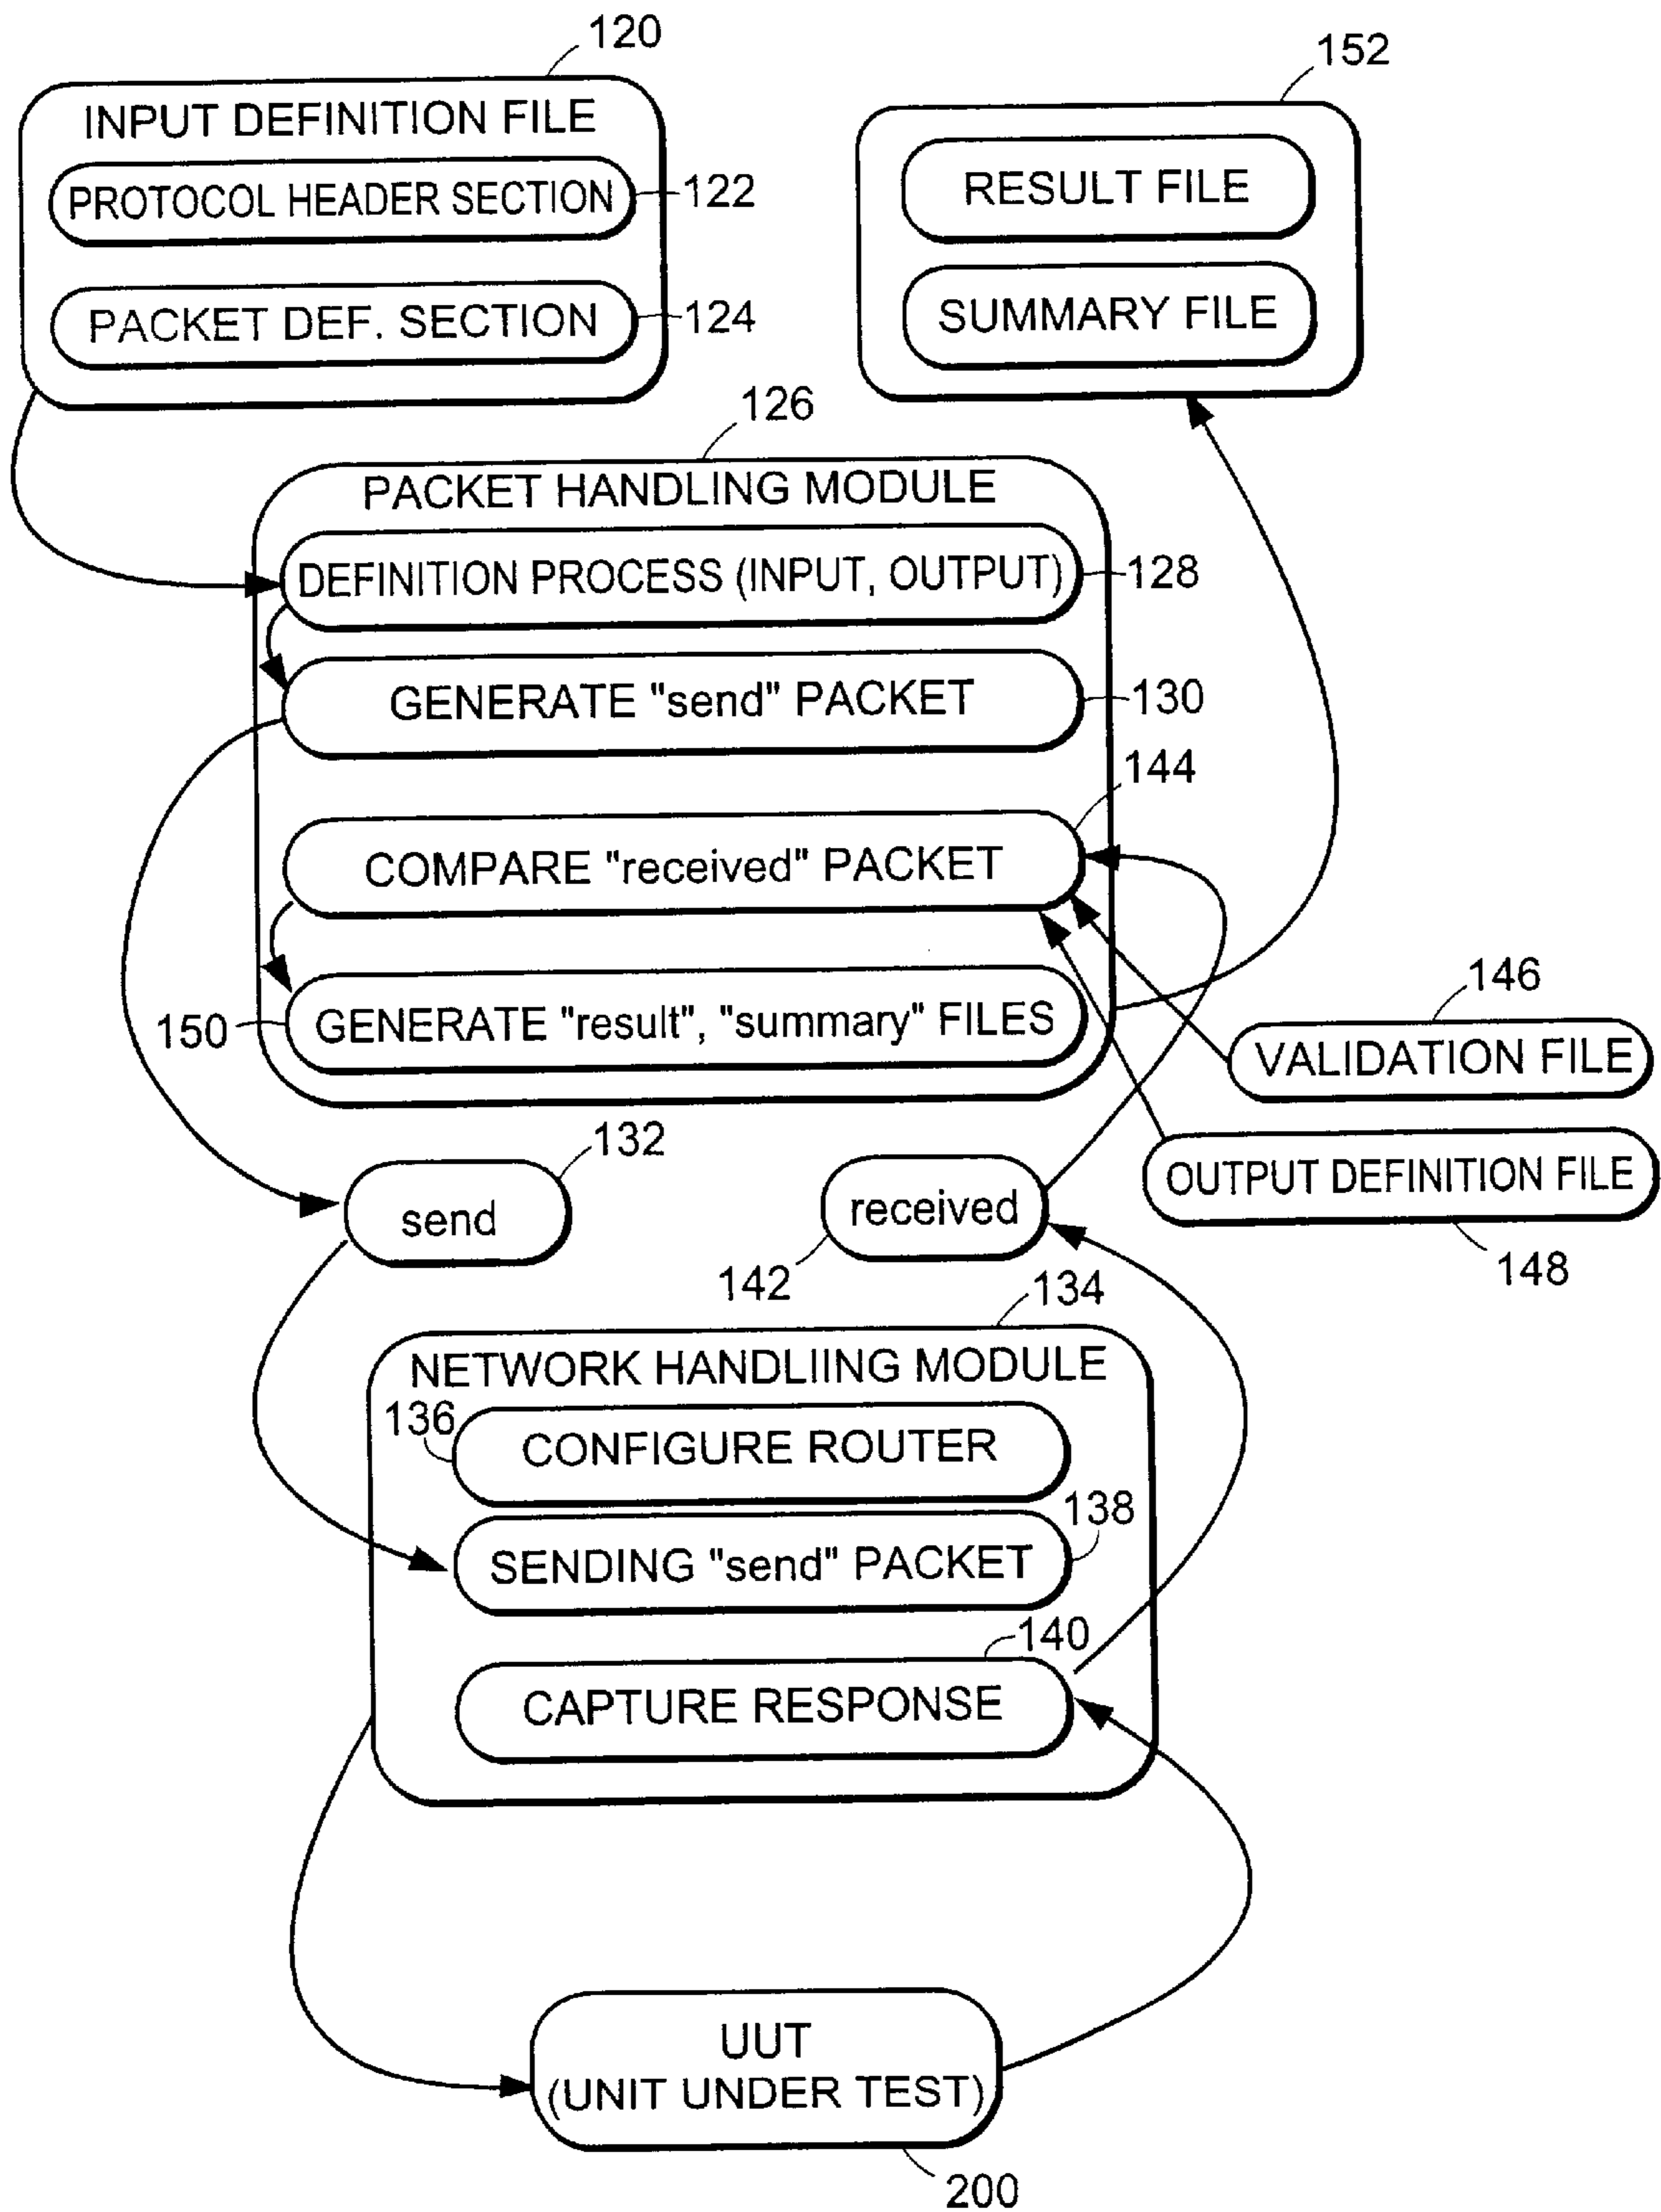 120
INPUT DEFINITION FILE
PROTOCOL HEADER SECTION
122
PACKET DEF. SECTION
124
152
RESULT FILE
SUMMARY FILE
126
PACKET HANDLING MODULE
DEFINITION PROCESS (INPUT, OUTPUT)
128
GENERATE "send" PACKET
130
144
COMPARE "received" PACKET
150
GENERATE "result", "summary" FILES
146
VALIDATION FILE
OUTPUT DEFINITION FILE
148
132
send
received
142
134
NETWORK HANDLIING MODULE
136
CONFIGURE ROUTER
138
SENDING "send" PACKET
140
CAPTURE RESPONSE
UUT
(UNIT UNDER TEST)
200